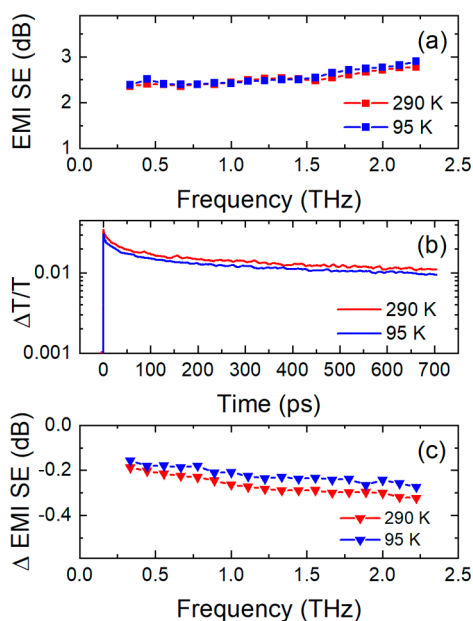 EMI SE (dB)
3
2
1
(a)
290 K
95 K
0.0 0.5 1.0 1.5 2.0 2.5
Frequency (THz)
ΔT/T
0.01
0.001
(b)
290 K
95 K
0 100 200 300 400 500 600 700
Time (ps)
Δ EMI SE (dB)
0.0
-0.2
-0.4
(c)
290 K
95 K
0.0 0.5 1.0 1.5 2.0 2.5
Frequency (THz)